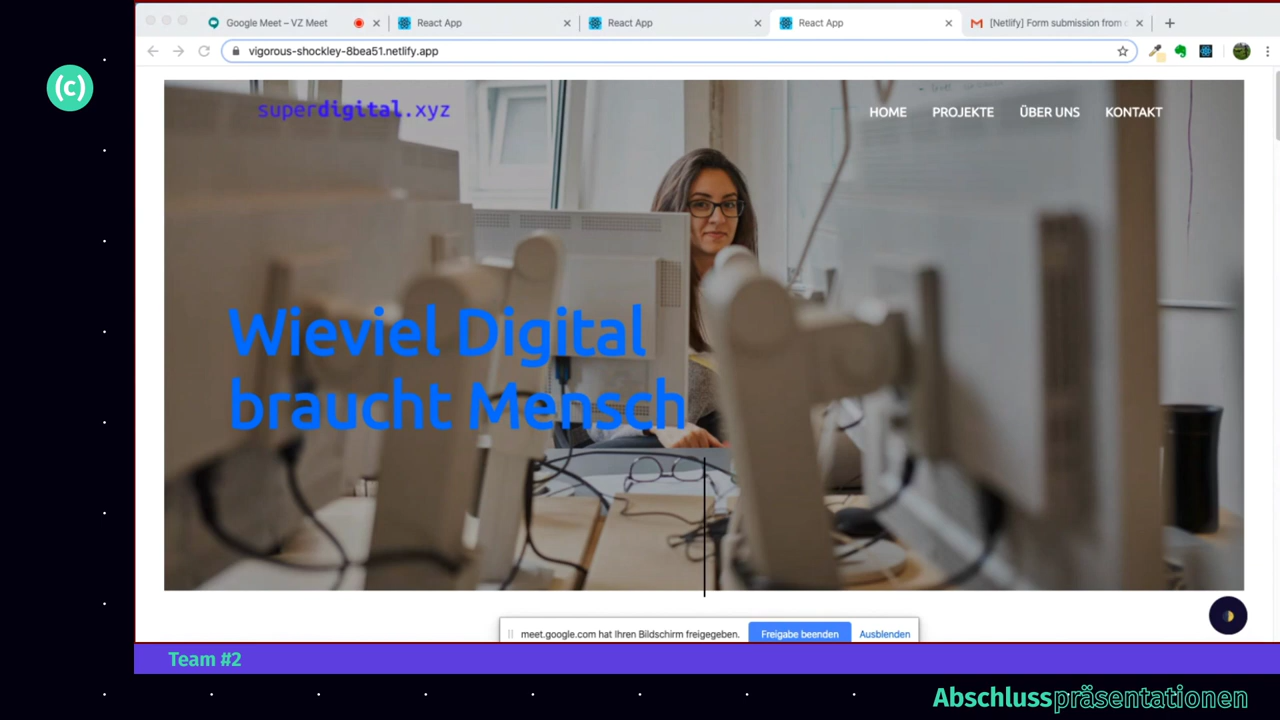 Google Meet – VZ Meet
React App
React App
React App
[Netlify] Form submission from
vigorous-shockley-8bea51.netlify.app
(c)
superdigital.xyz
HOME
PROJEKTE
ÜBER UNS
KONTAKT
Wieviel Digital
braucht Mensch
meet.google.com hat Ihren Bildschirm freigegeben.
Freigabe beenden
Ausblenden
Team #2
Abschlusspräsentationen